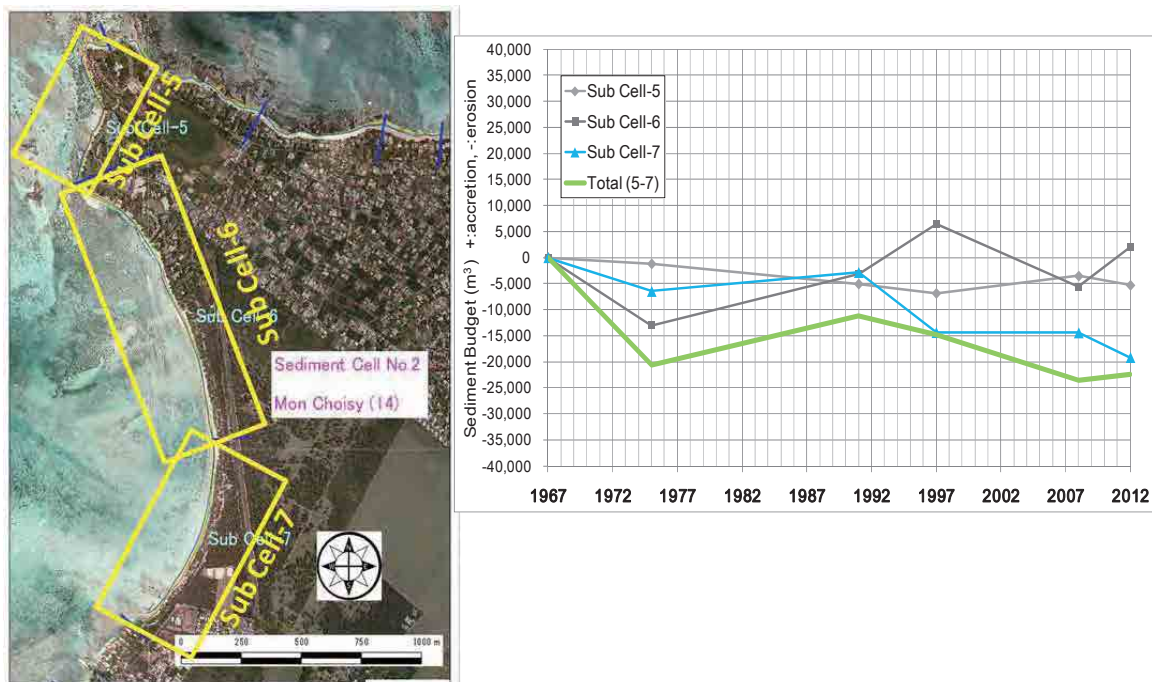 Sub Cell-5
Sub Cell-5
Sub Cell-6
Sub Cell-6
Sediment Cell No.2
Mon Choisy (14)
Sub Cell-7
Sub Cell-7
0 250 500 750 1000 m
Sediment Budget (m³) +:accretion, -:erosion
40,000
35,000
30,000
25,000
20,000
15,000
10,000
5,000
0
-5,000
-10,000
-15,000
-20,000
-25,000
-30,000
-35,000
-40,000
Sub Cell-5
Sub Cell-6
Sub Cell-7
Total (5-7)
1967 1972 1977 1982 1987 1992 1997 2002 2007 2012